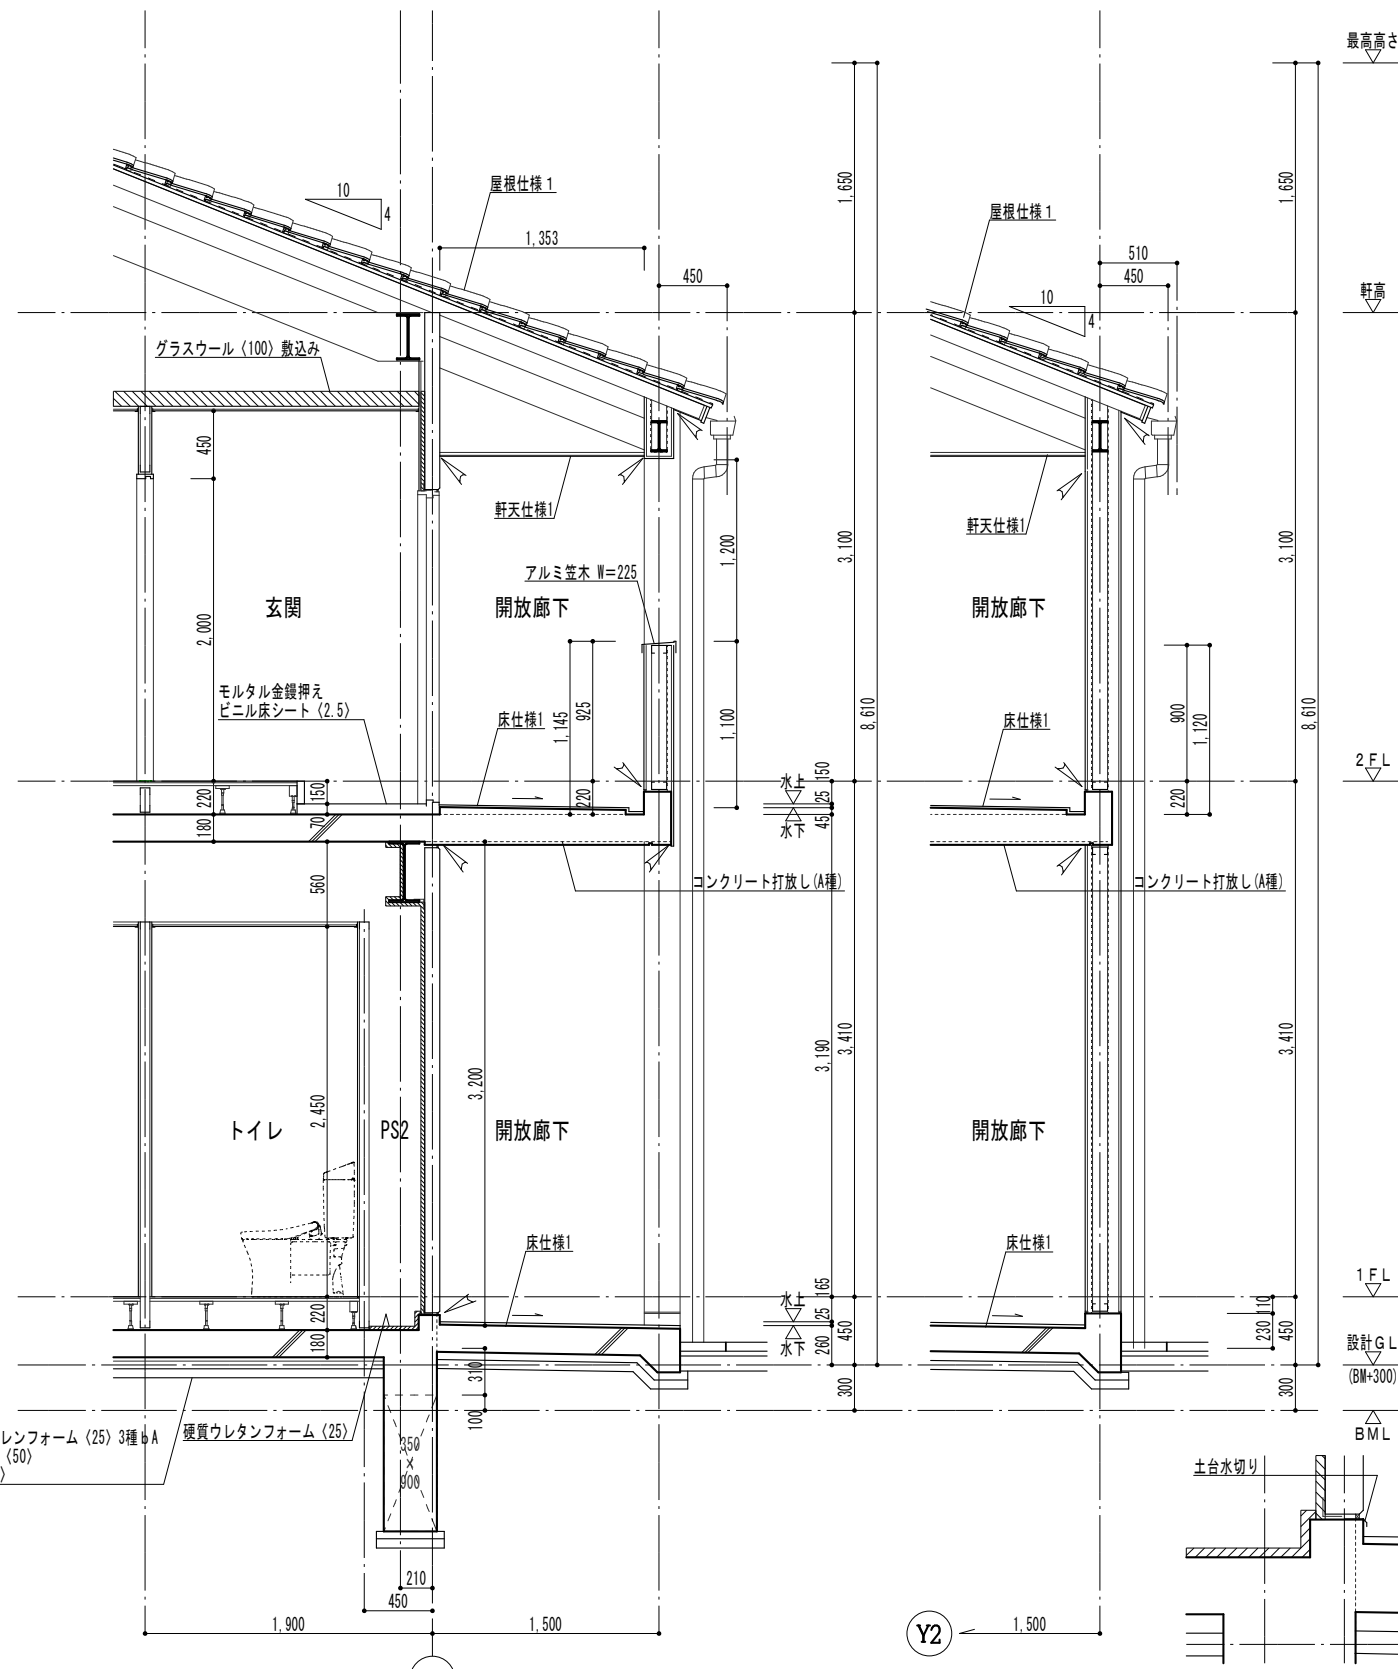 最高高さ
1,650
1,650
屋根仕様１
10
4
屋根仕様１
1,353
510
450
450
軒高
10
4
グラスウール〈100〉敷込み
450
軒天仕様1
軒天仕様1
1,200
3,100
3,100
アルミ笠木 W=225
玄関
開放廊下
開放廊下
2,000
モルタル金鏝押え
ビニル床シート〈2.5〉
床仕様1
床仕様1
1,145
925
1,100
8,610
900
1,120
8,610
2FL
水上
水下
150
25
45
220
150
220
220
180
70
コンクリート打放し(A種)
コンクリート打放し(A種)
560
3,190
3,410
3,410
3,200
2,450
トイレ
PS2
開放廊下
開放廊下
床仕様1
床仕様1
1FL
水上
水下
165
25
260
450
110
230
450
220
180
設計GL
(BM+300)
310
100
300
300
BML
レンフォーム〈25〉3種bA
〈50〉
〉
硬質ウレタンフォーム〈25〉
350
×
900
土台水切り
210
450
1,900
1,500
Y2
1,500